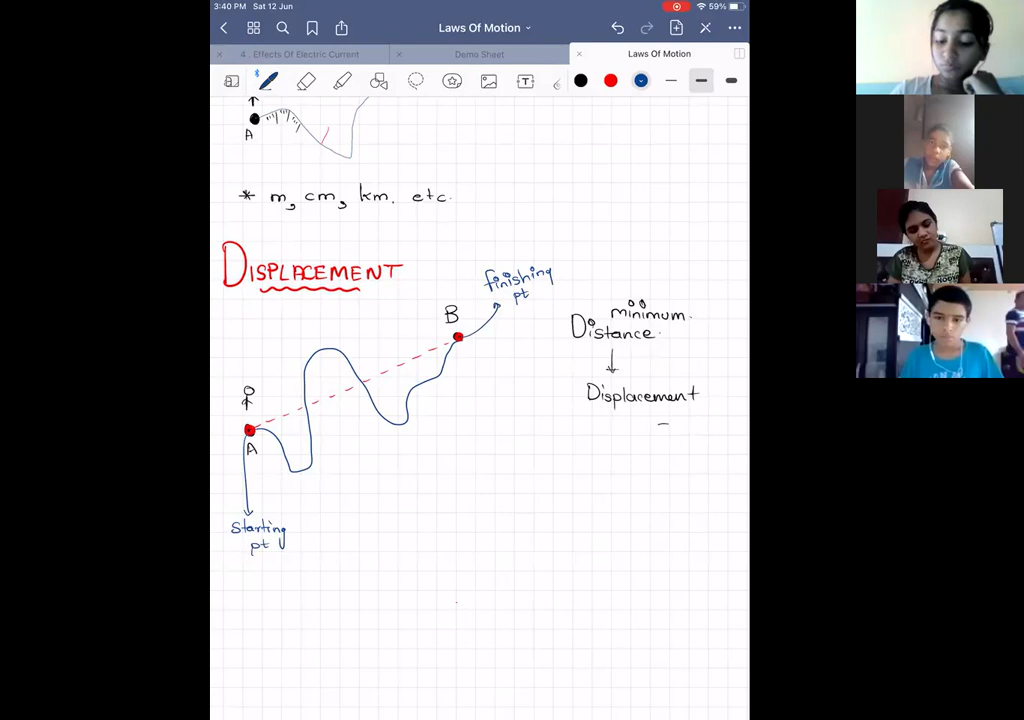 3:40 PM Sat 12 Jun
59%
Laws Of Motion
4. Effects Of Electric Current
Demo Sheet
Laws Of Motion
T
A
* m, cm, km. etc.
DISPLACEMENT
finishing
pt
B
minimum.
Distance.
Displacement
A
Starting
pt